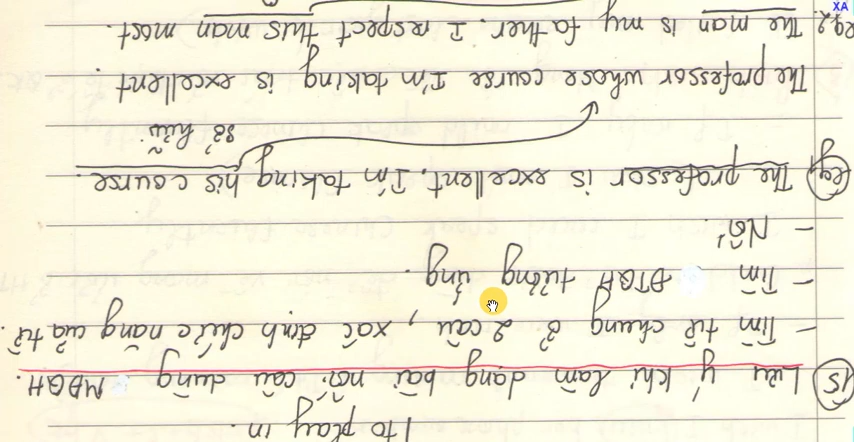 to play in.
(15) Lưu ý khi làm dạng bài nối câu dùng MĐQH.
- Tìm từ chung ở 2 câu, xác định chức năng của từ.
- Tìm ĐTQH tương ứng.
- Nối.
(eg) The professor is excellent. I'm taking his course.
sở hữu
The professor whose course I'm taking is excellent.
eg2 The man is my father. I respect this man most.